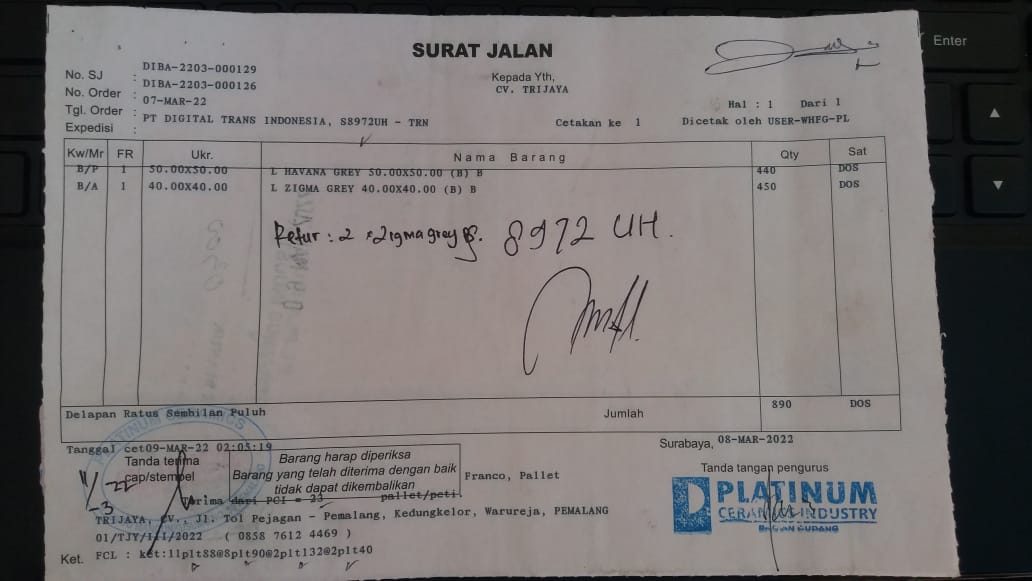 Enter
SURAT JALAN
No. SJ : DIBA-2203-000129
No. Order : DIBA-2203-000126
Tgl. Order : 07-MAR-22
Expedisi : PT DIGITAL TRANS INDONESIA, S8972UH - TRN
Kepada Yth,
CV. TRIJAYA
Hal : 1 Dari 1
Cetakan ke 1 Dicetak oleh USER-WHFG-PL
Kw/Mr FR Ukr. Nama Barang Qty Sat
B/P 1 50.00X50.00 L HAVANA GREY 50.00X50.00 (B) B 440 DOS
B/A 1 40.00X40.00 L ZIGMA GREY 40.00X40.00 (B) B 450 DOS
Retur : 2 Zigma grey B. 8972 UH.
Delapan Ratus Sembilan Puluh Jumlah 890 DOS
Tanggal cet09-MAR-22 02:05:19
Surabaya, 08-MAR-2022
Tanda terima
cap/stempel
Barang harap diperiksa
Barang yang telah diterima dengan baik
tidak dapat dikembalikan
Franco, Pallet
Tanda tangan pengurus
PLATINUM
CERAMICS INDUSTRY
BAGIAN GUDANG
Terima dari PCI = 23 pallet/peti.
TRIJAYA, CV., Jl. Tol Pejagan - Pemalang, Kedungkelor, Warureja, PEMALANG
01/TJY/III/2022 ( 0858 7612 4469 )
Ket. FCL : ket:11plt88@8plt90@2plt132@2plt40